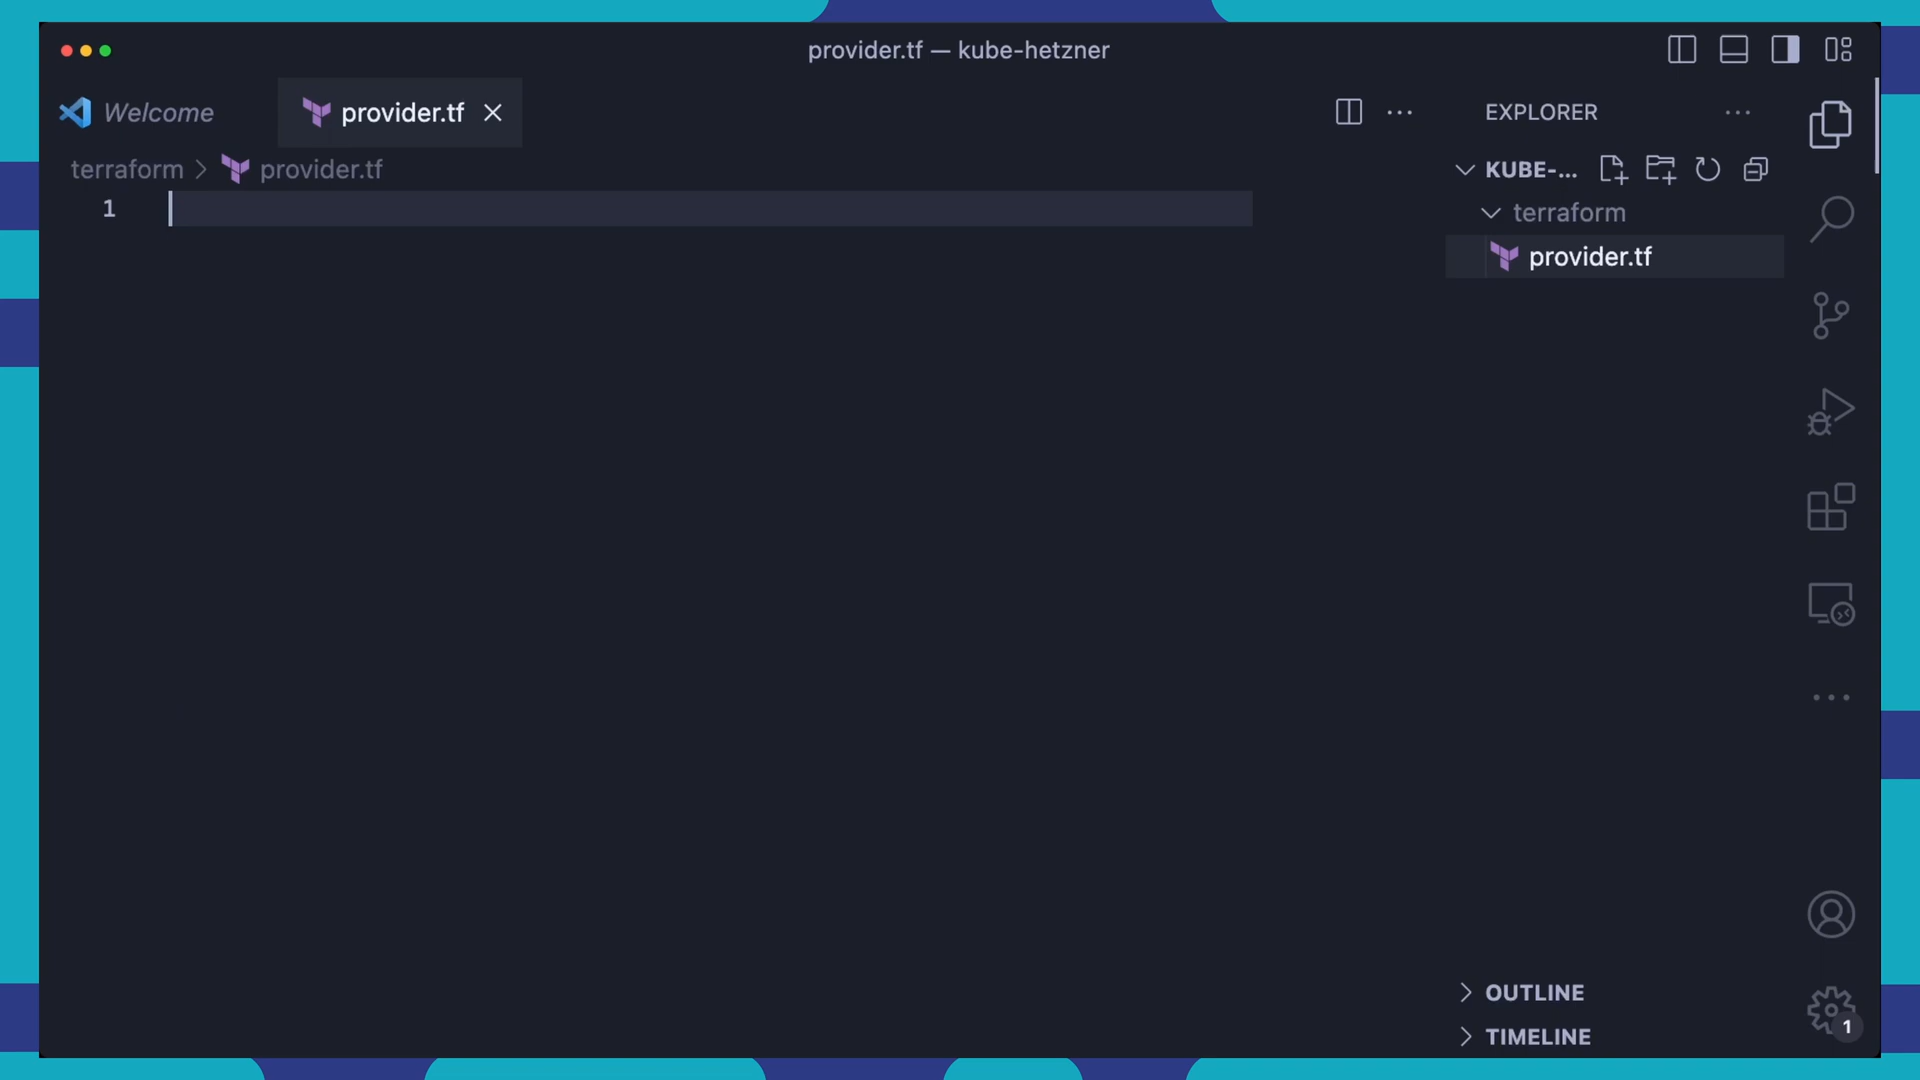 provider.tf — kube-hetzner
Welcome
provider.tf
EXPLORER
terraform > provider.tf
KUBE-...
1
terraform
provider.tf
OUTLINE
TIMELINE
1